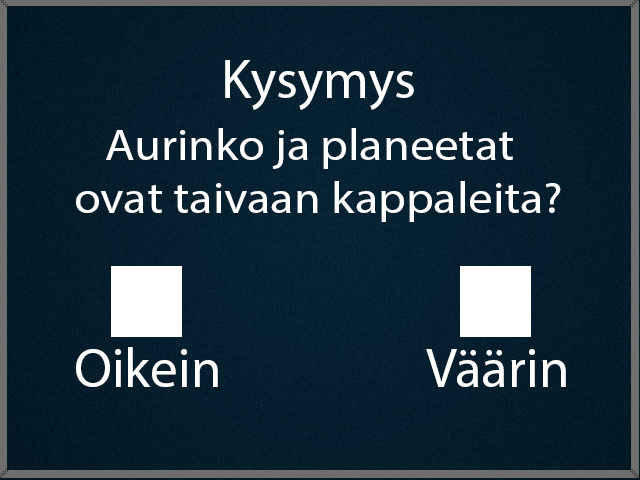 Kysymys
Aurinko ja planeetat
ovat taivaan kappaleita?
Oikein
Väärin